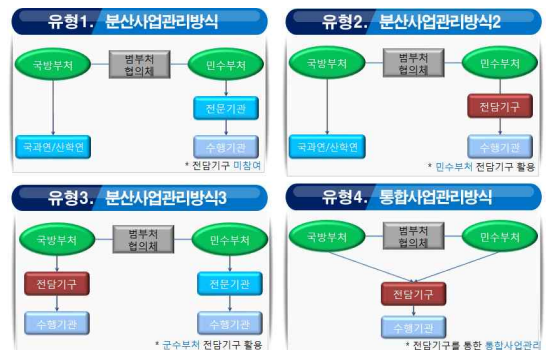 유형1. 분산사업관리방식
국방부처
범부처
협의체
민수부처
전문기관
국과연/산학연
수행기관
* 전담기구 미참여
유형2. 분산사업관리방식2
국방부처
범부처
협의체
민수부처
전담기구
국과연/산학연
수행기관
* 민수부처 전담기구 활용
유형3. 분산사업관리방식3
국방부처
범부처
협의체
민수부처
전담기구
전문기관
수행기관
수행기관
* 군수부처 전담기구 활용
유형4. 통합사업관리방식
국방부처
범부처
협의체
민수부처
전담기구
수행기관
* 전담기구를 통한 통합사업관리